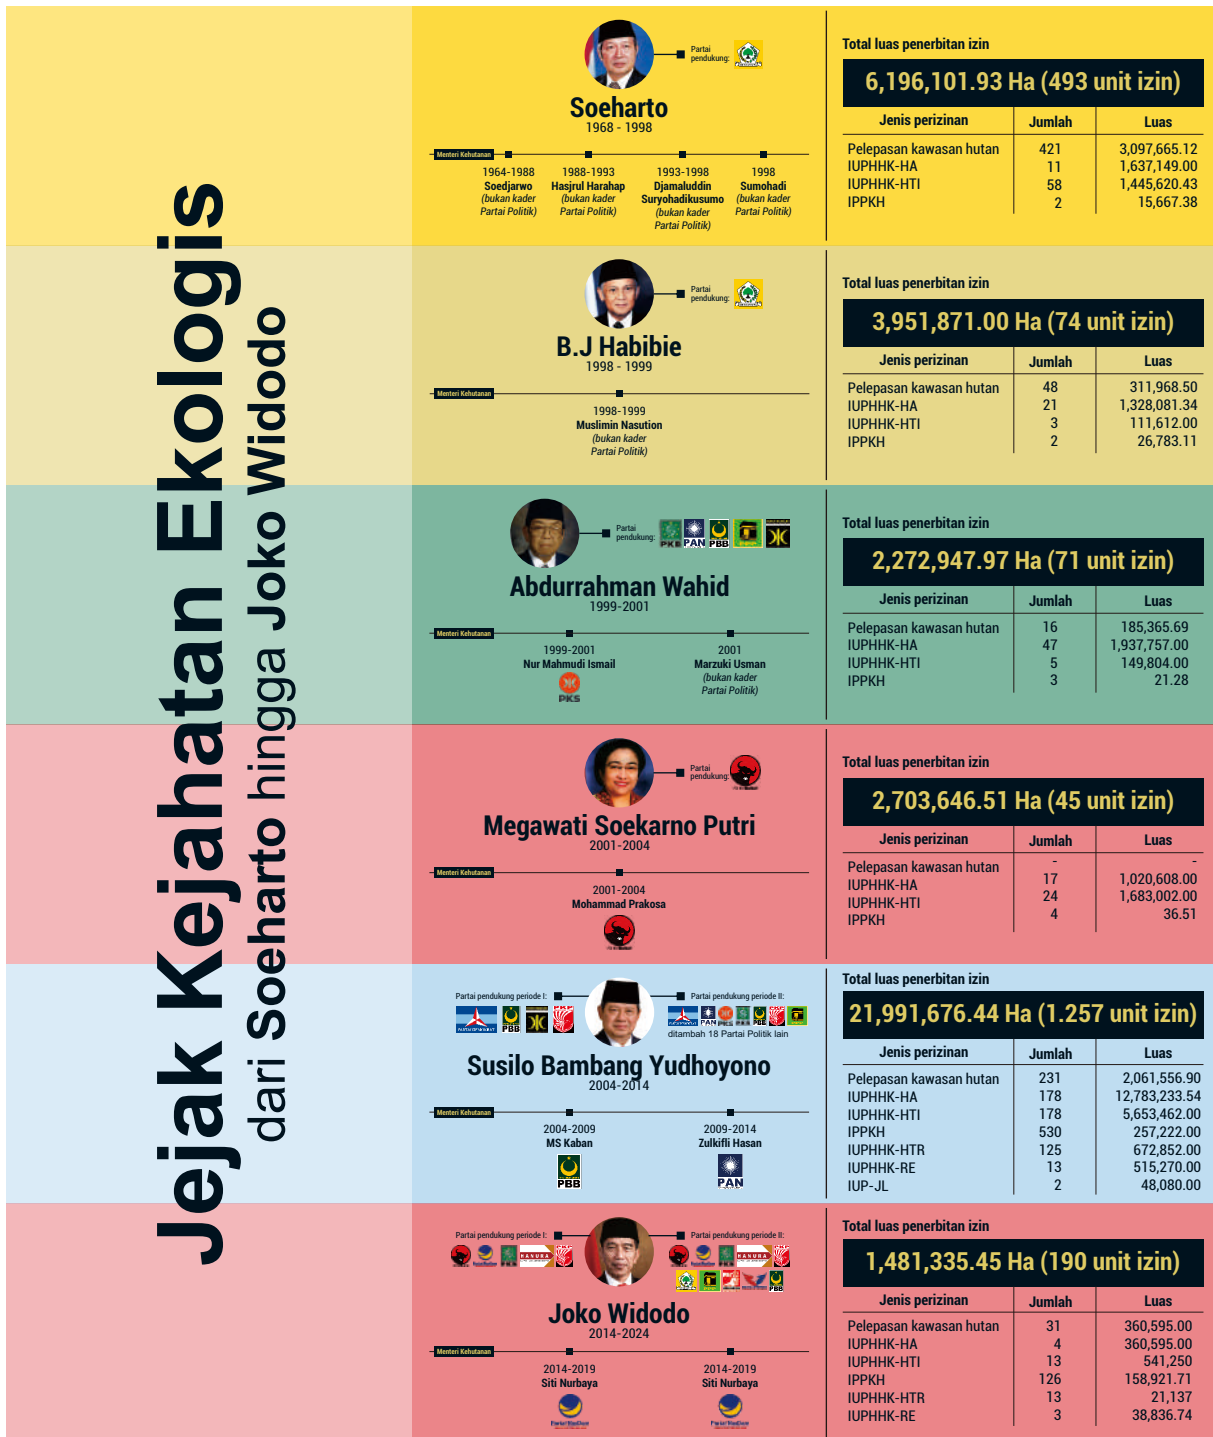 Jejak Kejahatan Ekologis
dari Soeharto hingga Joko Widodo
Partai
pendukung:
Soeharto
1968 - 1998
Menteri Kehutanan
1964-1988
Soedjarwo
(bukan kader
Partai Politik)
1988-1993
Hasjrul Harahap
(bukan kader
Partai Politik)
1993-1998
Djamaluddin
Suryohadikusumo
(bukan kader
Partai Politik)
1998
Sumohadi
(bukan kader
Partai Politik)
Total luas penerbitan izin
6,196,101.93 Ha (493 unit izin)
Jenis perizinan Jumlah Luas
Pelepasan kawasan hutan 421 3,097,665.12
IUPHHK-HA 11 1,637,149.00
IUPHHK-HTI 58 1,445,620.43
IPPKH 2 15,667.38
Partai
pendukung:
B.J Habibie
1998 - 1999
Menteri Kehutanan
1998-1999
Muslimin Nasution
(bukan kader
Partai Politik)
Total luas penerbitan izin
3,951,871.00 Ha (74 unit izin)
Jenis perizinan Jumlah Luas
Pelepasan kawasan hutan 48 311,968.50
IUPHHK-HA 21 1,328,081.34
IUPHHK-HTI 3 111,612.00
IPPKH 2 26,783.11
Partai
pendukung:
PKB PAN PBB
Abdurrahman Wahid
1999-2001
Menteri Kehutanan
1999-2001
Nur Mahmudi Ismail
PKS
2001
Marzuki Usman
(bukan kader
Partai Politik)
Total luas penerbitan izin
2,272,947.97 Ha (71 unit izin)
Jenis perizinan Jumlah Luas
Pelepasan kawasan hutan 16 185,365.69
IUPHHK-HA 47 1,937,757.00
IUPHHK-HTI 5 149,804.00
IPPKH 3 21.28
Partai
pendukung:
Megawati Soekarno Putri
2001-2004
Menteri Kehutanan
2001-2004
Mohammad Prakosa
Total luas penerbitan izin
2,703,646.51 Ha (45 unit izin)
Jenis perizinan Jumlah Luas
Pelepasan kawasan hutan - -
IUPHHK-HA 17 1,020,608.00
IUPHHK-HTI 24 1,683,002.00
IPPKH 4 36.51
Partai pendukung periode I:
PBB
Partai pendukung periode II:
PAN PKS PKB PBB
ditambah 18 Partai Politik lain
Susilo Bambang Yudhoyono
2004-2014
Menteri Kehutanan
2004-2009
MS Kaban
PBB
2009-2014
Zulkifli Hasan
PAN
Total luas penerbitan izin
21,991,676.44 Ha (1.257 unit izin)
Jenis perizinan Jumlah Luas
Pelepasan kawasan hutan 231 2,061,556.90
IUPHHK-HA 178 12,783,233.54
IUPHHK-HTI 178 5,653,462.00
IPPKH 530 257,222.00
IUPHHK-HTR 125 672,852.00
IUPHHK-RE 13 515,270.00
IUP-JL 2 48,080.00
Partai pendukung periode I:
HANURA
Partai pendukung periode II:
HANURA
PBB
Joko Widodo
2014-2024
Menteri Kehutanan
2014-2019
Siti Nurbaya
2014-2019
Siti Nurbaya
Total luas penerbitan izin
1,481,335.45 Ha (190 unit izin)
Jenis perizinan Jumlah Luas
Pelepasan kawasan hutan 31 360,595.00
IUPHHK-HA 4 360,595.00
IUPHHK-HTI 13 541,250
IPPKH 126 158,921.71
IUPHHK-HTR 13 21,137
IUPHHK-RE 3 38,836.74